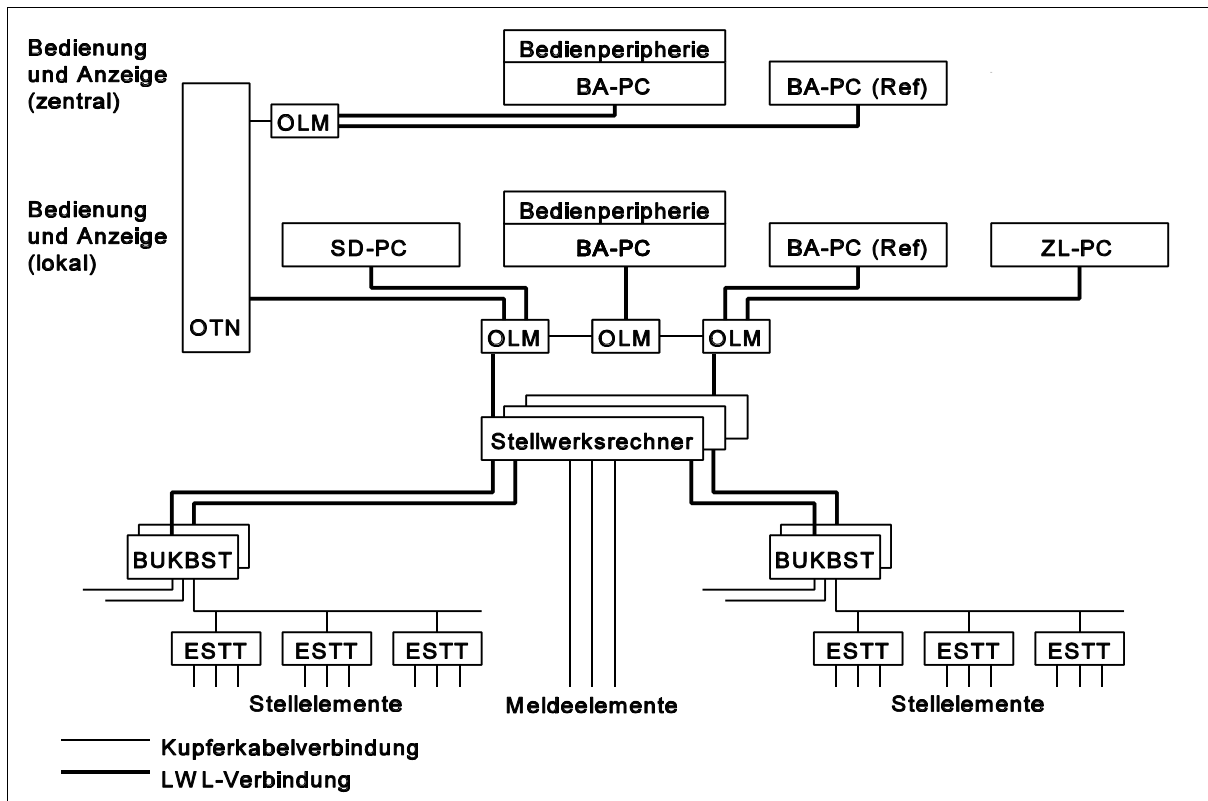 Bedienung
und Anzeige
(zentral)
Bedienperipherie
BA-PC
BA-PC (Ref)
OLM
Bedienung
und Anzeige
(lokal)
Bedienperipherie
SD-PC
BA-PC
BA-PC (Ref)
ZL-PC
OTN
OLM
OLM
OLM
Stellwerksrechner
BUKBST
BUKBST
ESTT
ESTT
ESTT
ESTT
ESTT
ESTT
Stellelemente
Meldeelemente
Stellelemente
Kupferkabelverbindung
LWL-Verbindung